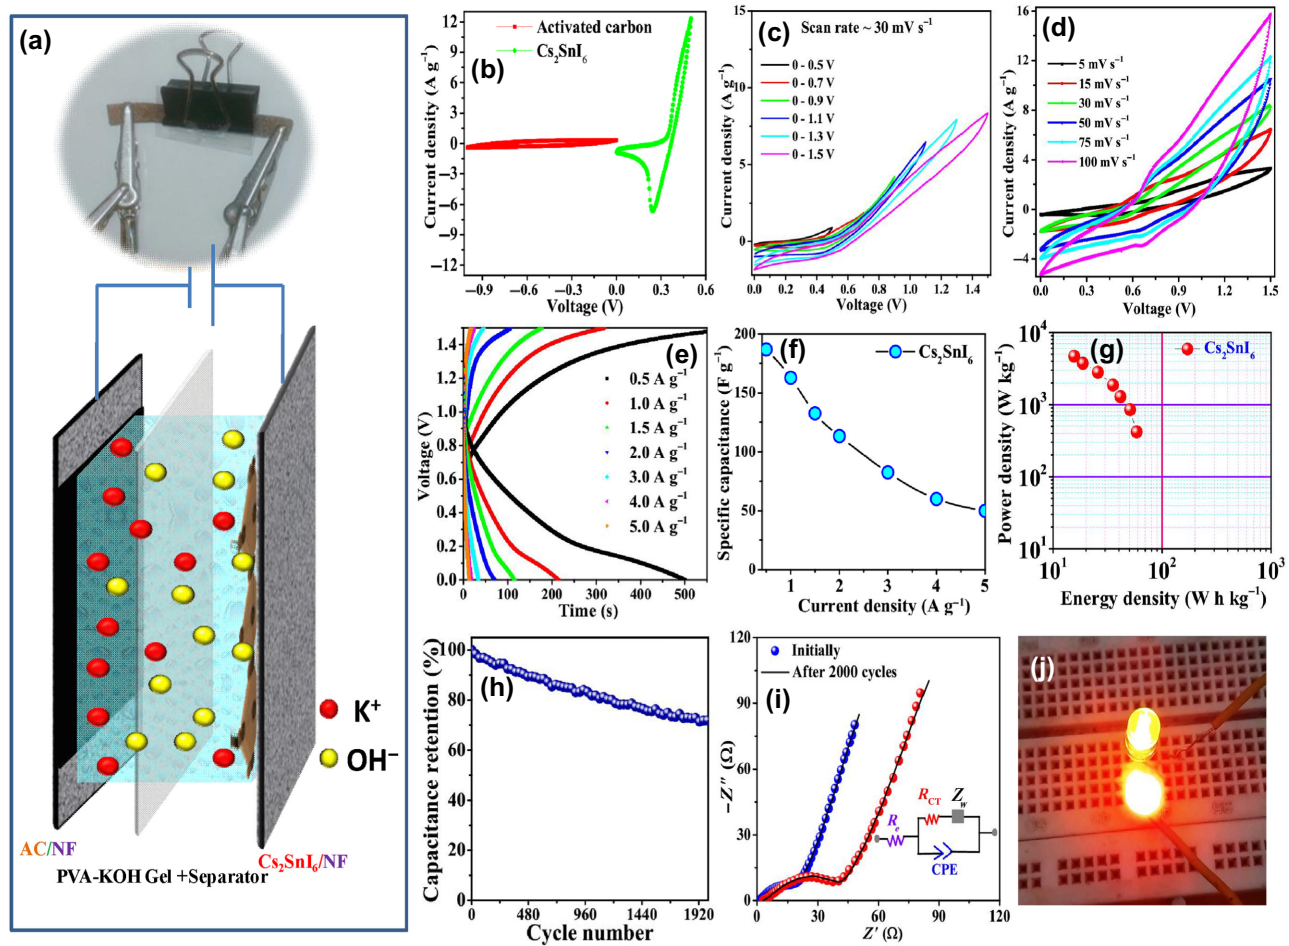 (a)
K⁺
OH⁻
AC/NF
Cs₂SnI₆/NF
PVA-KOH Gel +Separator
(b)
Activated carbon
Cs₂SnI₆
Current density (A g⁻¹)
12
9
6
3
0
−3
−6
−9
−12
−0.9
−0.6
−0.3
0.0
0.3
0.6
Voltage (V)
(c)
Scan rate ~ 30 mV s⁻¹
0 - 0.5 V
0 - 0.7 V
0 - 0.9 V
0 - 1.1 V
0 - 1.3 V
0 - 1.5 V
Current density (A g⁻¹)
15
10
5
0
0.0
0.3
0.6
0.9
1.2
1.5
Voltage (V)
(d)
5 mV s⁻¹
15 mV s⁻¹
30 mV s⁻¹
50 mV s⁻¹
75 mV s⁻¹
100 mV s⁻¹
Current density (A g⁻¹)
16
12
8
4
0
−4
0.0
0.3
0.6
0.9
1.2
1.5
Voltage (V)
(e)
0.5 A g⁻¹
1.0 A g⁻¹
1.5 A g⁻¹
2.0 A g⁻¹
3.0 A g⁻¹
4.0 A g⁻¹
5.0 A g⁻¹
Voltage (V)
1.4
1.2
1.0
0.8
0.6
0.4
0.2
0.0
0
100
200
300
400
500
Time (s)
(f)
Cs₂SnI₆
Specific capacitance (F g⁻¹)
200
150
100
50
0
1
2
3
4
5
Current density (A g⁻¹)
(g)
Cs₂SnI₆
Power density (W kg⁻¹)
10⁴
10³
10²
10¹
10¹
10²
10³
Energy density (W h kg⁻¹)
(h)
Capacitance retention (%)
100
80
60
40
20
0
0
480
960
1440
1920
Cycle number
(i)
Initially
After 2000 cycles
−Z″ (Ω)
120
90
60
30
0
R_e
R_CT
Z_w
CPE
0
30
60
90
120
Z′ (Ω)
(j)